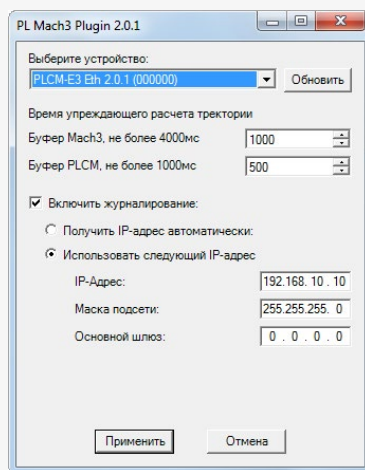 PL Mach3 Plugin 2.0.1
Выберите устройство:
PLCM-E3 Eth 2.0.1 (000000) Обновить
Время упреждающего расчета тректории
Буфер Mach3, не более 4000мс 1000
Буфер PLCM, не более 1000мс 500
Включить журналирование:
Получить IP-адрес автоматически:
Использовать следующий IP-адрес
IP-Адрес: 192.168. 10 . 10
Маска подсети: 255.255.255. 0
Основной шлюз: 0 . 0 . 0 . 0
Применить Отмена